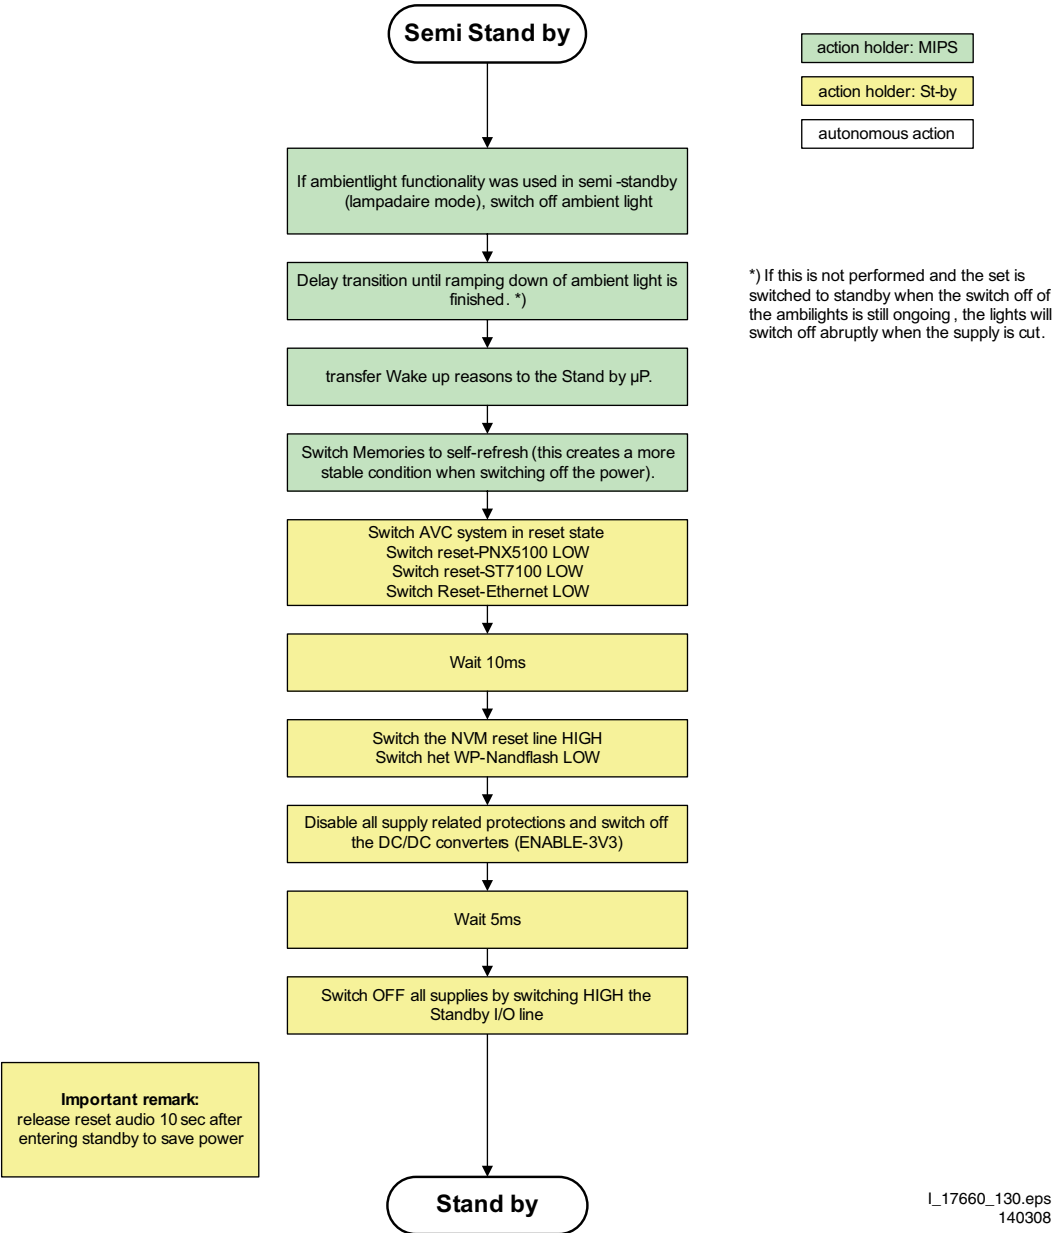 Semi Stand by
action holder: MIPS
action holder: St-by
autonomous action
If ambientlight functionality was used in semi -standby
(lampadaire mode), switch off ambient light
Delay transition until ramping down of ambient light is
finished. *)
*) If this is not performed and the set is
switched to standby when the switch off of
the ambilights is still ongoing , the lights will
switch off abruptly when the supply is cut.
transfer Wake up reasons to the Stand by µP.
Switch Memories to self-refresh (this creates a more
stable condition when switching off the power).
Switch AVC system in reset state
Switch reset-PNX5100 LOW
Switch reset-ST7100 LOW
Switch Reset-Ethernet LOW
Wait 10ms
Switch the NVM reset line HIGH
Switch het WP-Nandflash LOW
Disable all supply related protections and switch off
the DC/DC converters (ENABLE-3V3)
Wait 5ms
Switch OFF all supplies by switching HIGH the
Standby I/O line
Important remark:
release reset audio 10 sec after
entering standby to save power
Stand by
I_17660_130.eps
140308